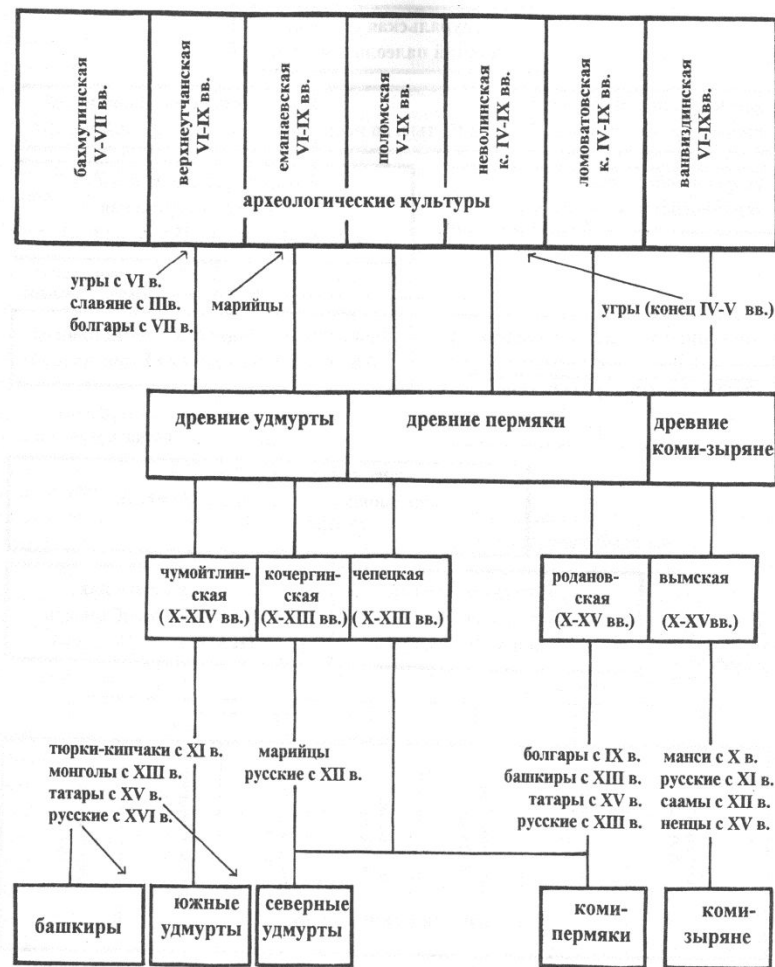 бахмутинская
V-VII вв.
верхнеутчанская
VI-IX вв.
еманаевская
VI-IX вв.
поломская
V-IX вв.
неволинская
к. IV-IX вв.
ломоватовская
к. IV-IX вв.
ванвиздинская
VI-IXвв.
археологические культуры
угры с VI в.
славяне с IIIв.
болгары с VII в.
марийцы
угры (конец IV-V вв.)
древние удмурты
древние пермяки
древние
коми-зыряне
чумойтлин-
ская
( X-XIV вв.)
кочергин-
ская
(X-XIII вв.)
чепецкая
( X-XIII вв.)
роданов-
ская
(X-XV вв.)
вымская
(X-XVвв.)
тюрки-кипчаки с XI в.
монголы с XIII в.
татары с XV в.
русские с XVI в.
марийцы
русские с XII в.
болгары с IX в.
башкиры с XIII в.
татары с XV в.
русские с XIII в.
манси с X в.
русские с XI в.
саамы с XII в.
ненцы с XV в.
башкиры
южные
удмурты
северные
удмурты
коми-
пермяки
коми-
зыряне